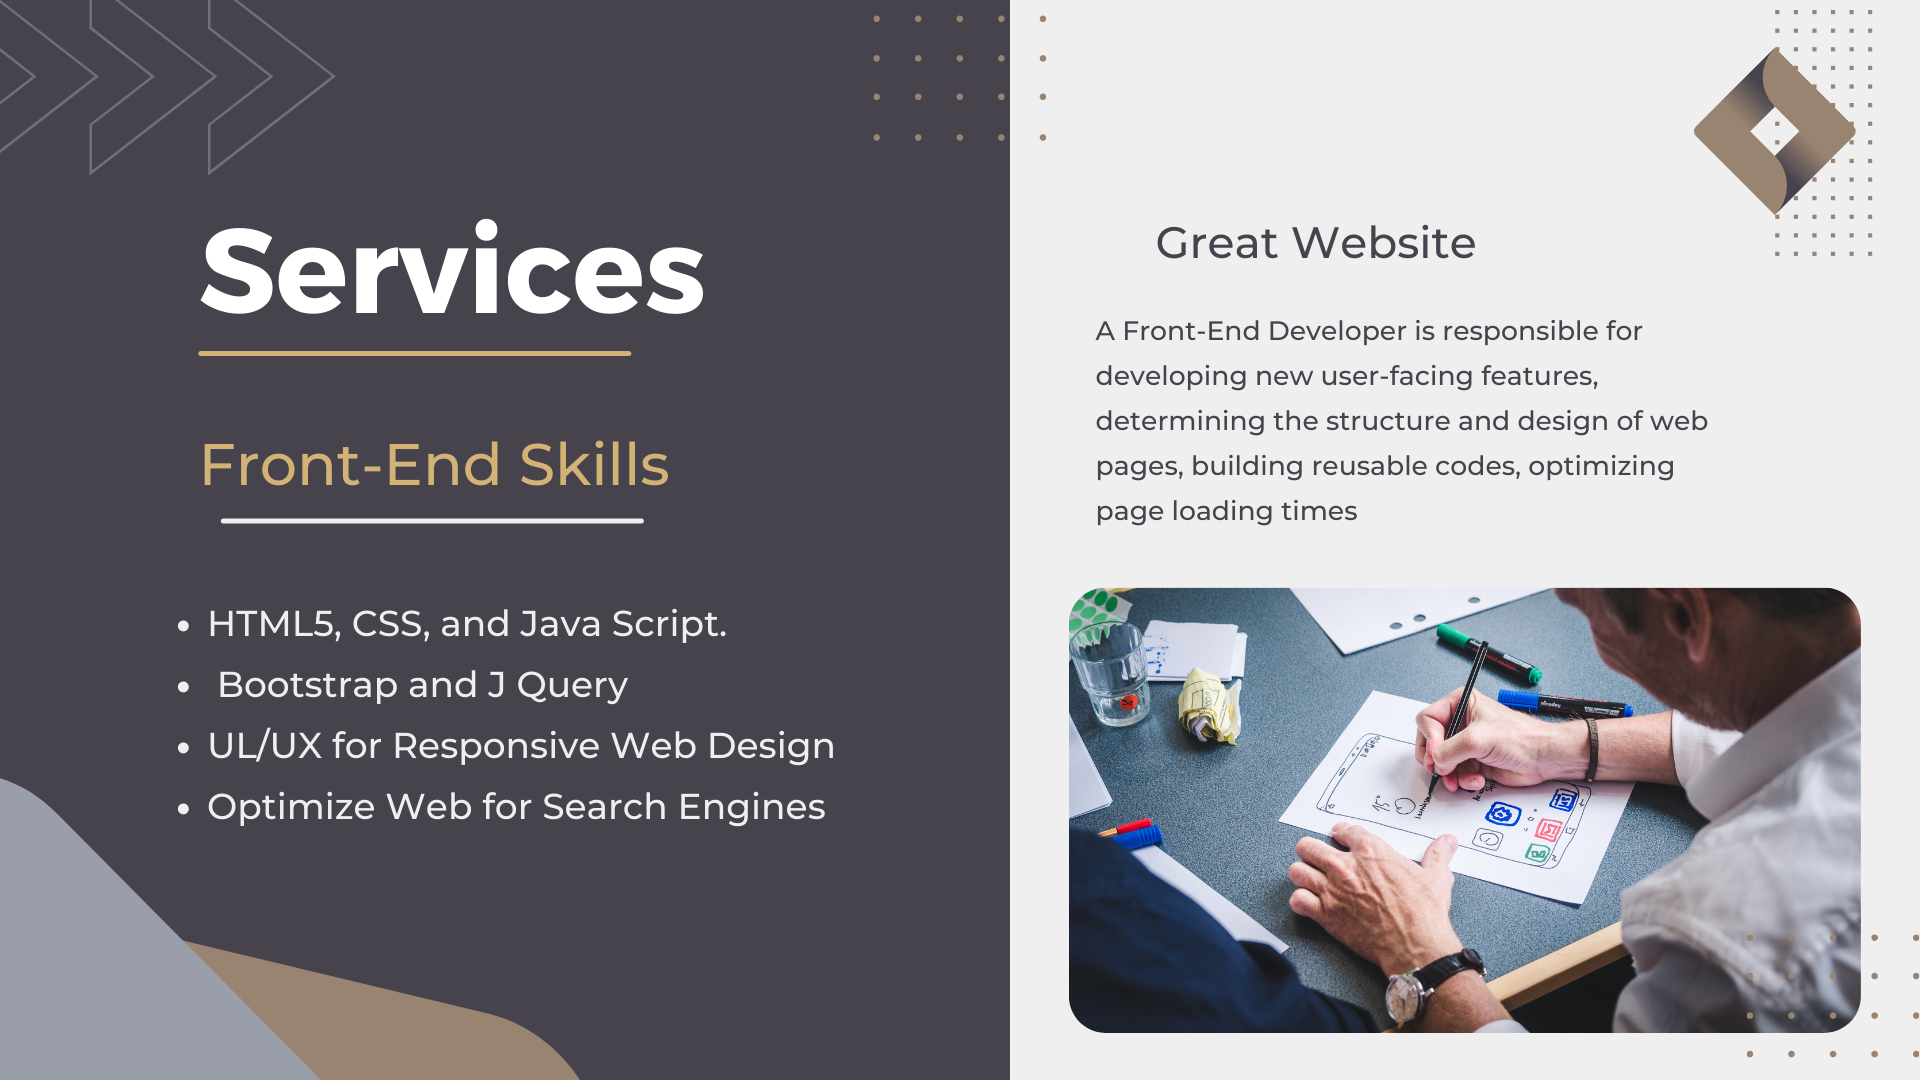 Services
Front-End Skills
HTML5, CSS, and Java Script.
Bootstrap and J Query
UL/UX for Responsive Web Design
Optimize Web for Search Engines
Great Website
A Front-End Developer is responsible for
developing new user-facing features,
determining the structure and design of web
pages, building reusable codes, optimizing
page loading times
15°